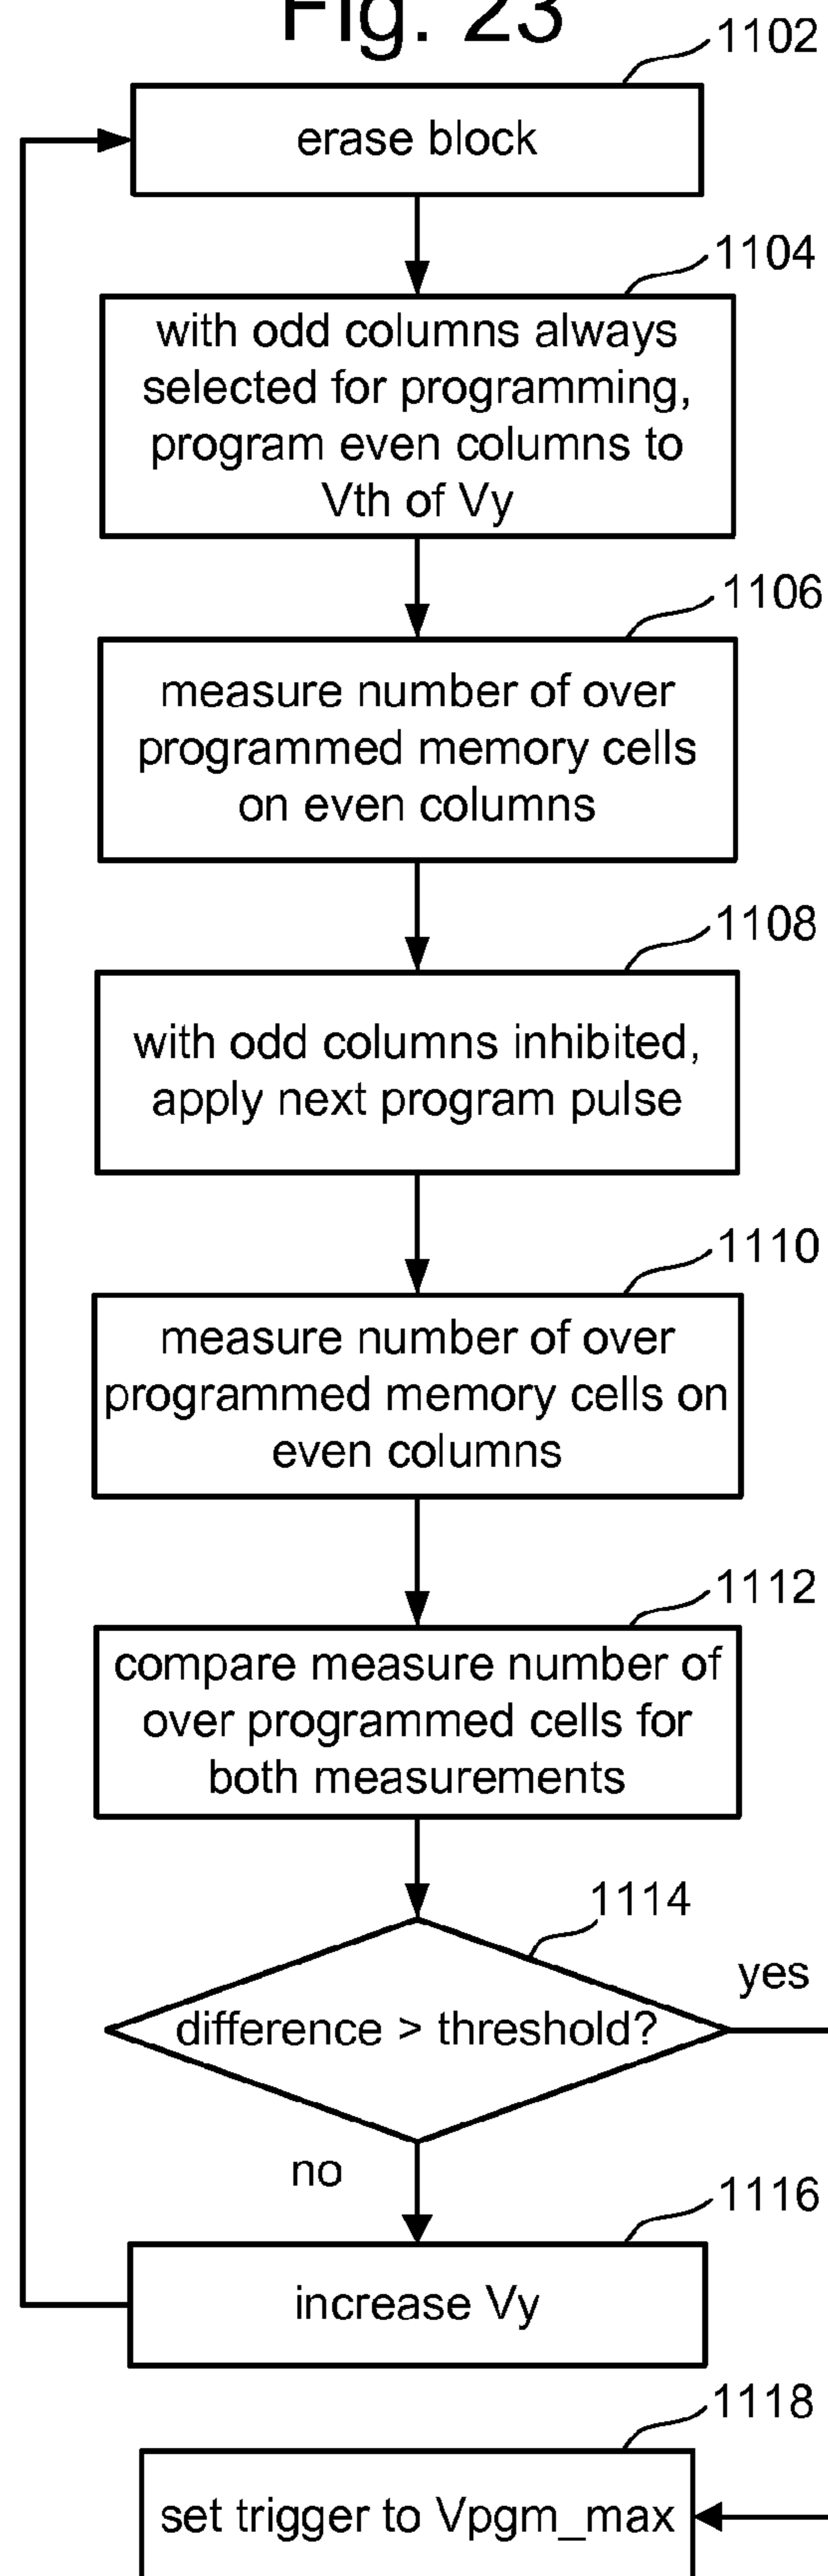 Fig. 23
1102
erase block
1104
with odd columns always
selected for programming,
program even columns to
Vth of Vy
1106
measure number of over
programmed memory cells
on even columns
1108
with odd columns inhibited,
apply next program pulse
1110
measure number of over
programmed memory cells on
even columns
1112
compare measure number of
over programmed cells for
both measurements
1114
yes
difference > threshold?
no
1116
increase Vy
1118
set trigger to Vpgm_max